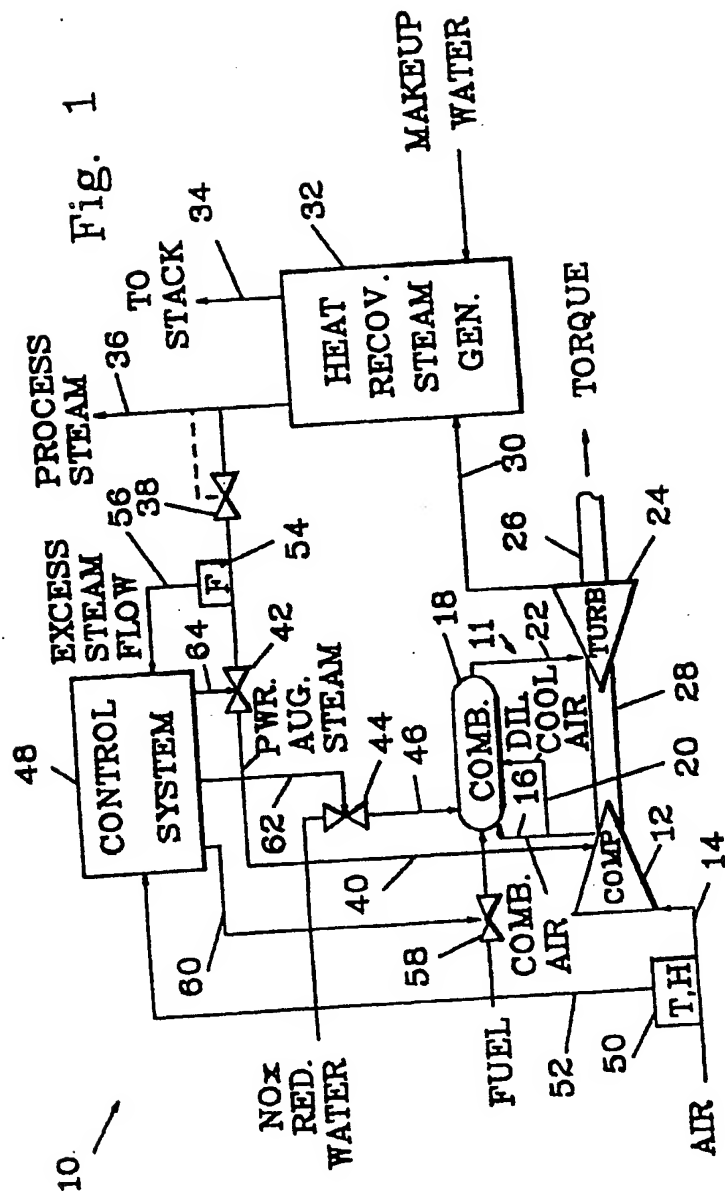 Fig. 1
10
48
CONTROL
SYSTEM
EXCESS
STEAM
FLOW
56
38
PROCESS
STEAM
36
TO
STACK
34
32
HEAT
RECOV.
STEAM
GEN.
MAKEUP
WATER
F
54
64
42
PWR.
AUG.
STEAM
62
44
46
60
NOx
RED.
WATER
40
58
FUEL
COMB.
18
11
22
16
DIL.
COOL
AIR
COMB.
AIR
30
26
TORQUE
24
TURB
28
20
COMP
12
14
T,H
50
52
AIR